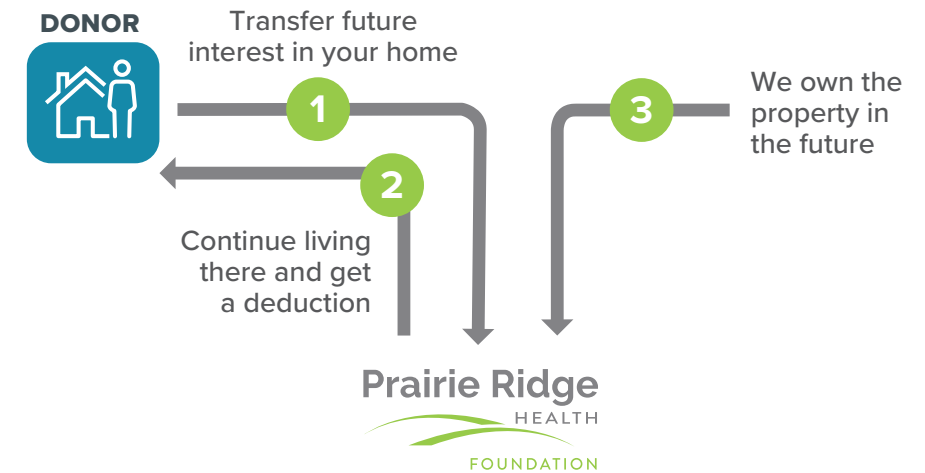 DONOR
Transfer future
interest in your home
1
2
Continue living
there and get
a deduction
3
We own the
property in
the future
Prairie Ridge
HEALTH
FOUNDATION